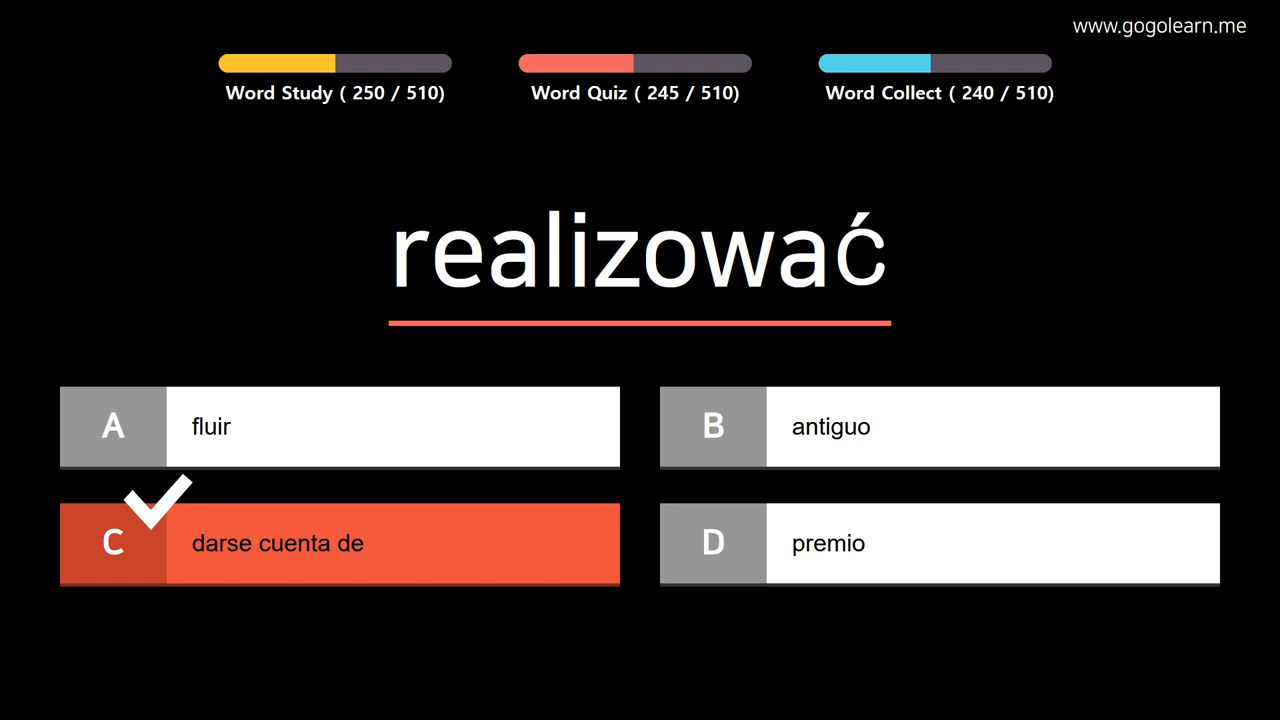 www.gogolearn.me
Word Study ( 250 / 510)
Word Quiz ( 245 / 510)
Word Collect ( 240 / 510)
realizować
A fluir
B antiguo
C darse cuenta de
D premio